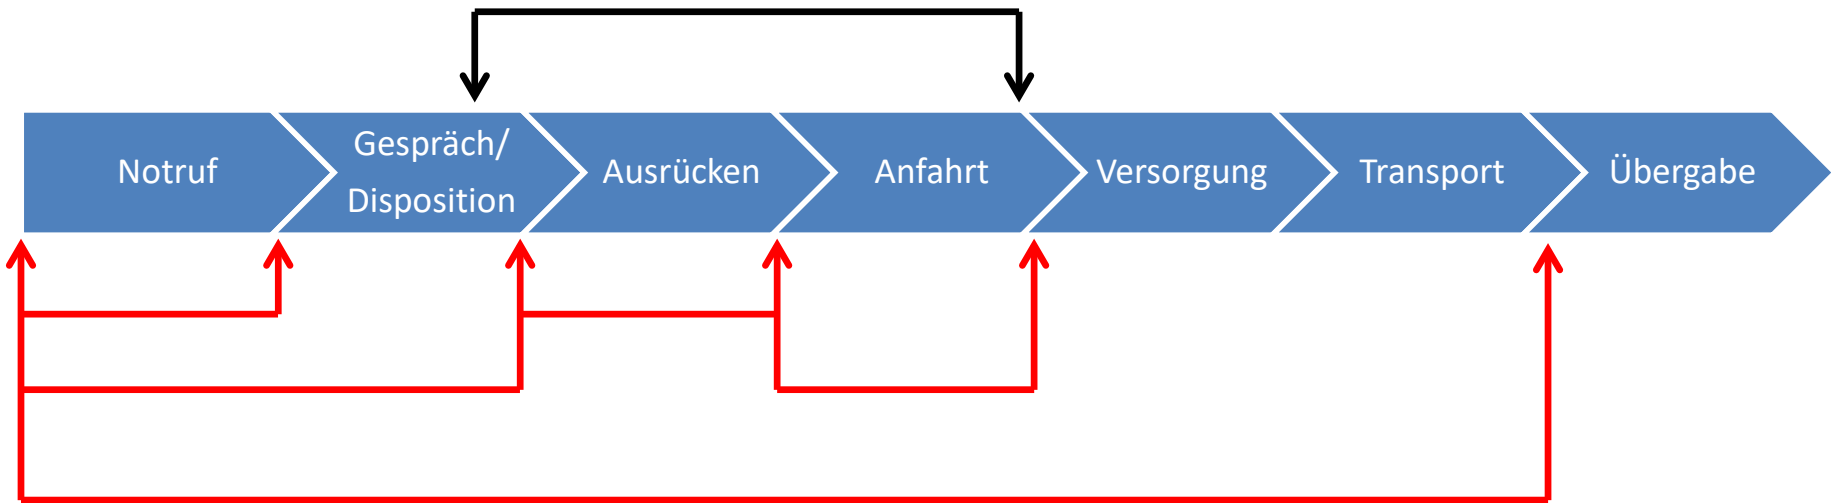 Notruf
Gespräch/
Disposition
Ausrücken
Anfahrt
Versorgung
Transport
Übergabe